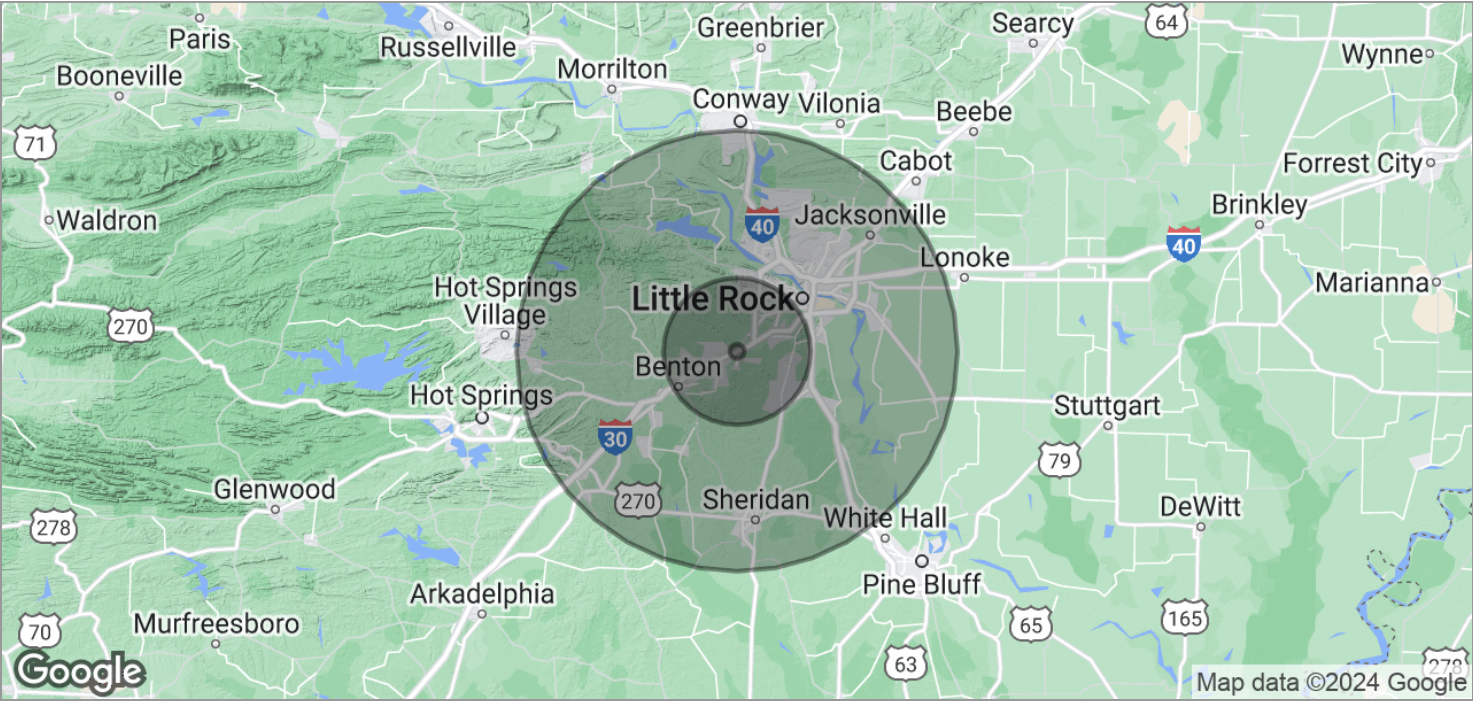 Searcy
64
Greenbrier
Paris
Russellville
Wynne
Morrilton
Booneville
Conway
Vilonia
Beebe
71
Cabot
Forrest City
Brinkley
Waldron
Jacksonville
40
40
Lonoke
Marianna
Hot Springs
Village
Little Rock
270
Benton
Hot Springs
Stuttgart
30
79
Glenwood
270
Sheridan
White Hall
DeWitt
278
Pine Bluff
Arkadelphia
Murfreesboro
70
65
165
63
278
Google
Map data ©2024 Google